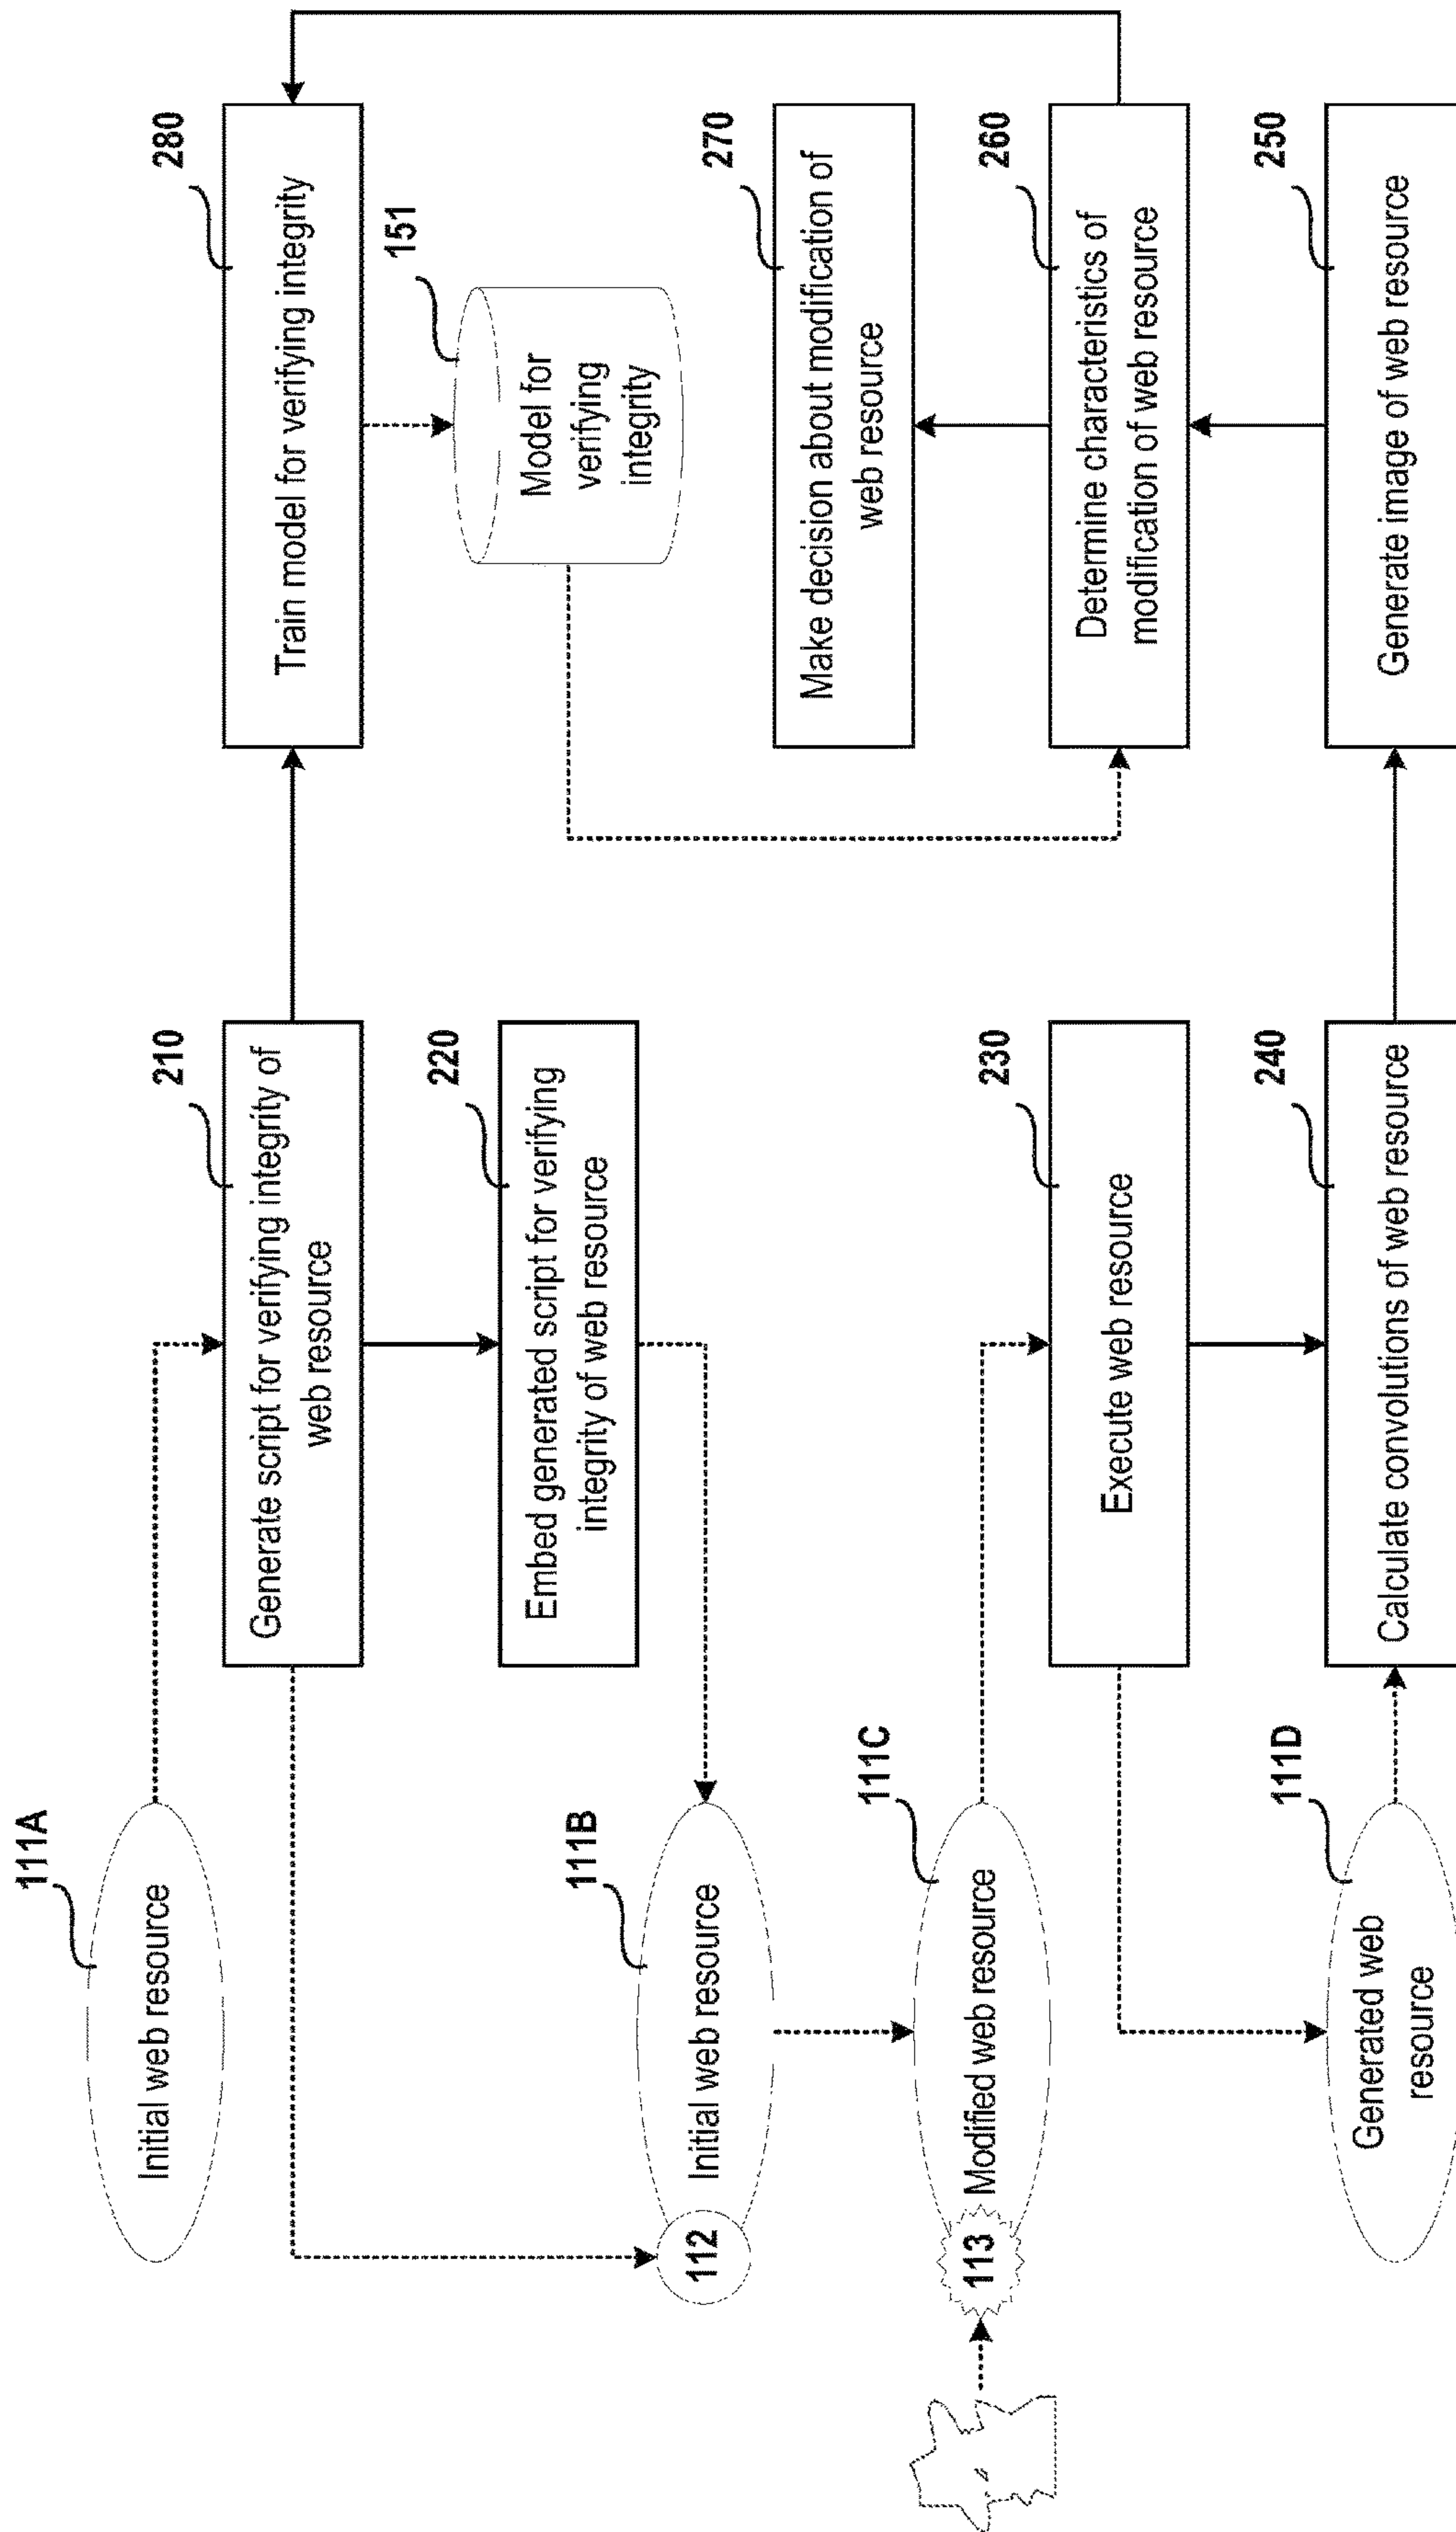 111A
Initial web resource
210
Generate script for verifying integrity of
web resource
280
Train model for verifying integrity
151
Model for
verifying
integrity
220
Embed generated script for verifying
integrity of web resource
111B
112
Initial web resource
270
Make decision about modification of
web resource
111C
113
Modified web resource
230
Execute web resource
260
Determine characteristics of
modification of web resource
111D
Generated web
resource
240
Calculate convolutions of web resource
250
Generate image of web resource